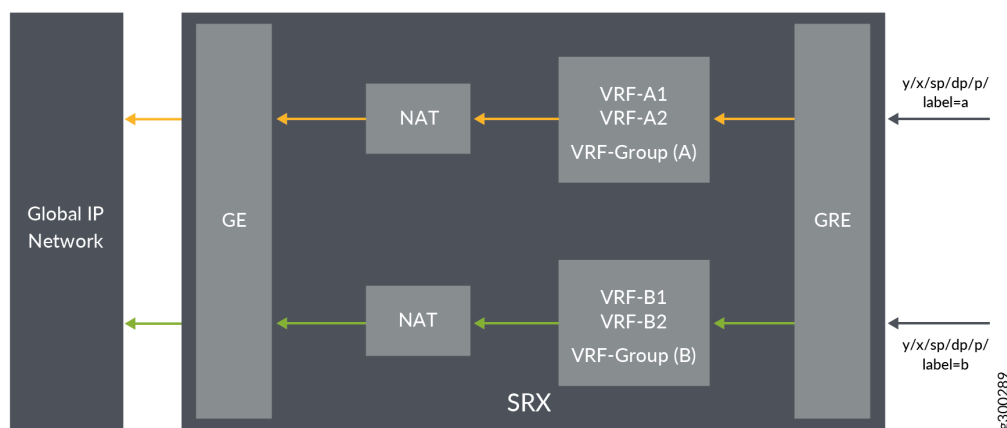 y/x/sp/dp/p/
label=a
VRF-A1
VRF-A2
VRF-Group (A)
NAT
Global IP
Network
GE
GRE
VRF-B1
VRF-B2
VRF-Group (B)
NAT
y/x/sp/dp/p/
label=b
SRX
g300289